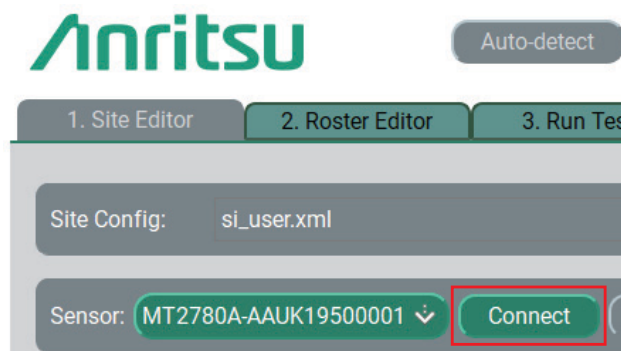 Anritsu
Auto-detect
1. Site Editor
2. Roster Editor
3. Run Tes
Site Config:
si_user.xml
Sensor:
MT2780A-AAUK19500001
Connect